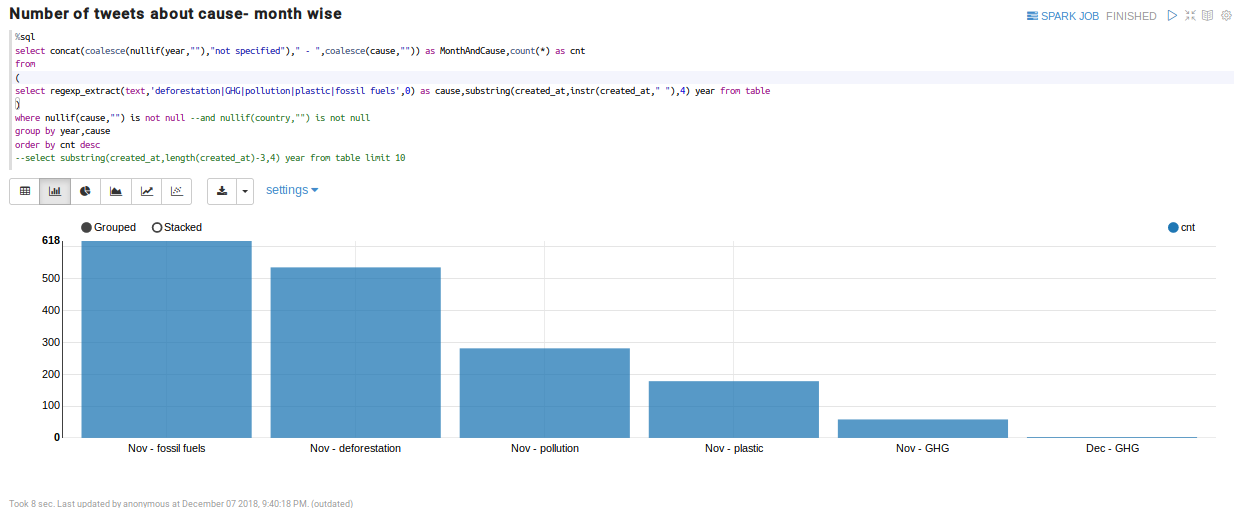 Number of tweets about cause- month wise
SPARK JOB FINISHED
%sql
select concat(coalesce(nullif(year,""),"not specified")," - ",coalesce(cause,"")) as MonthAndCause,count(*) as cnt
from
(
select regexp_extract(text,'deforestation|GHG|pollution|plastic|fossil fuels',0) as cause,substring(created_at,instr(created_at," "),4) year from table
)
where nullif(cause,"") is not null --and nullif(country,"") is not null
group by year,cause
order by cnt desc
--select substring(created_at,length(created_at)-3,4) year from table limit 10
settings
Grouped Stacked cnt
618
500
400
300
200
100
0
Nov - fossil fuels Nov - deforestation Nov - pollution Nov - plastic Nov - GHG Dec - GHG
Took 8 sec. Last updated by anonymous at December 07 2018, 9:40:18 PM. (outdated)